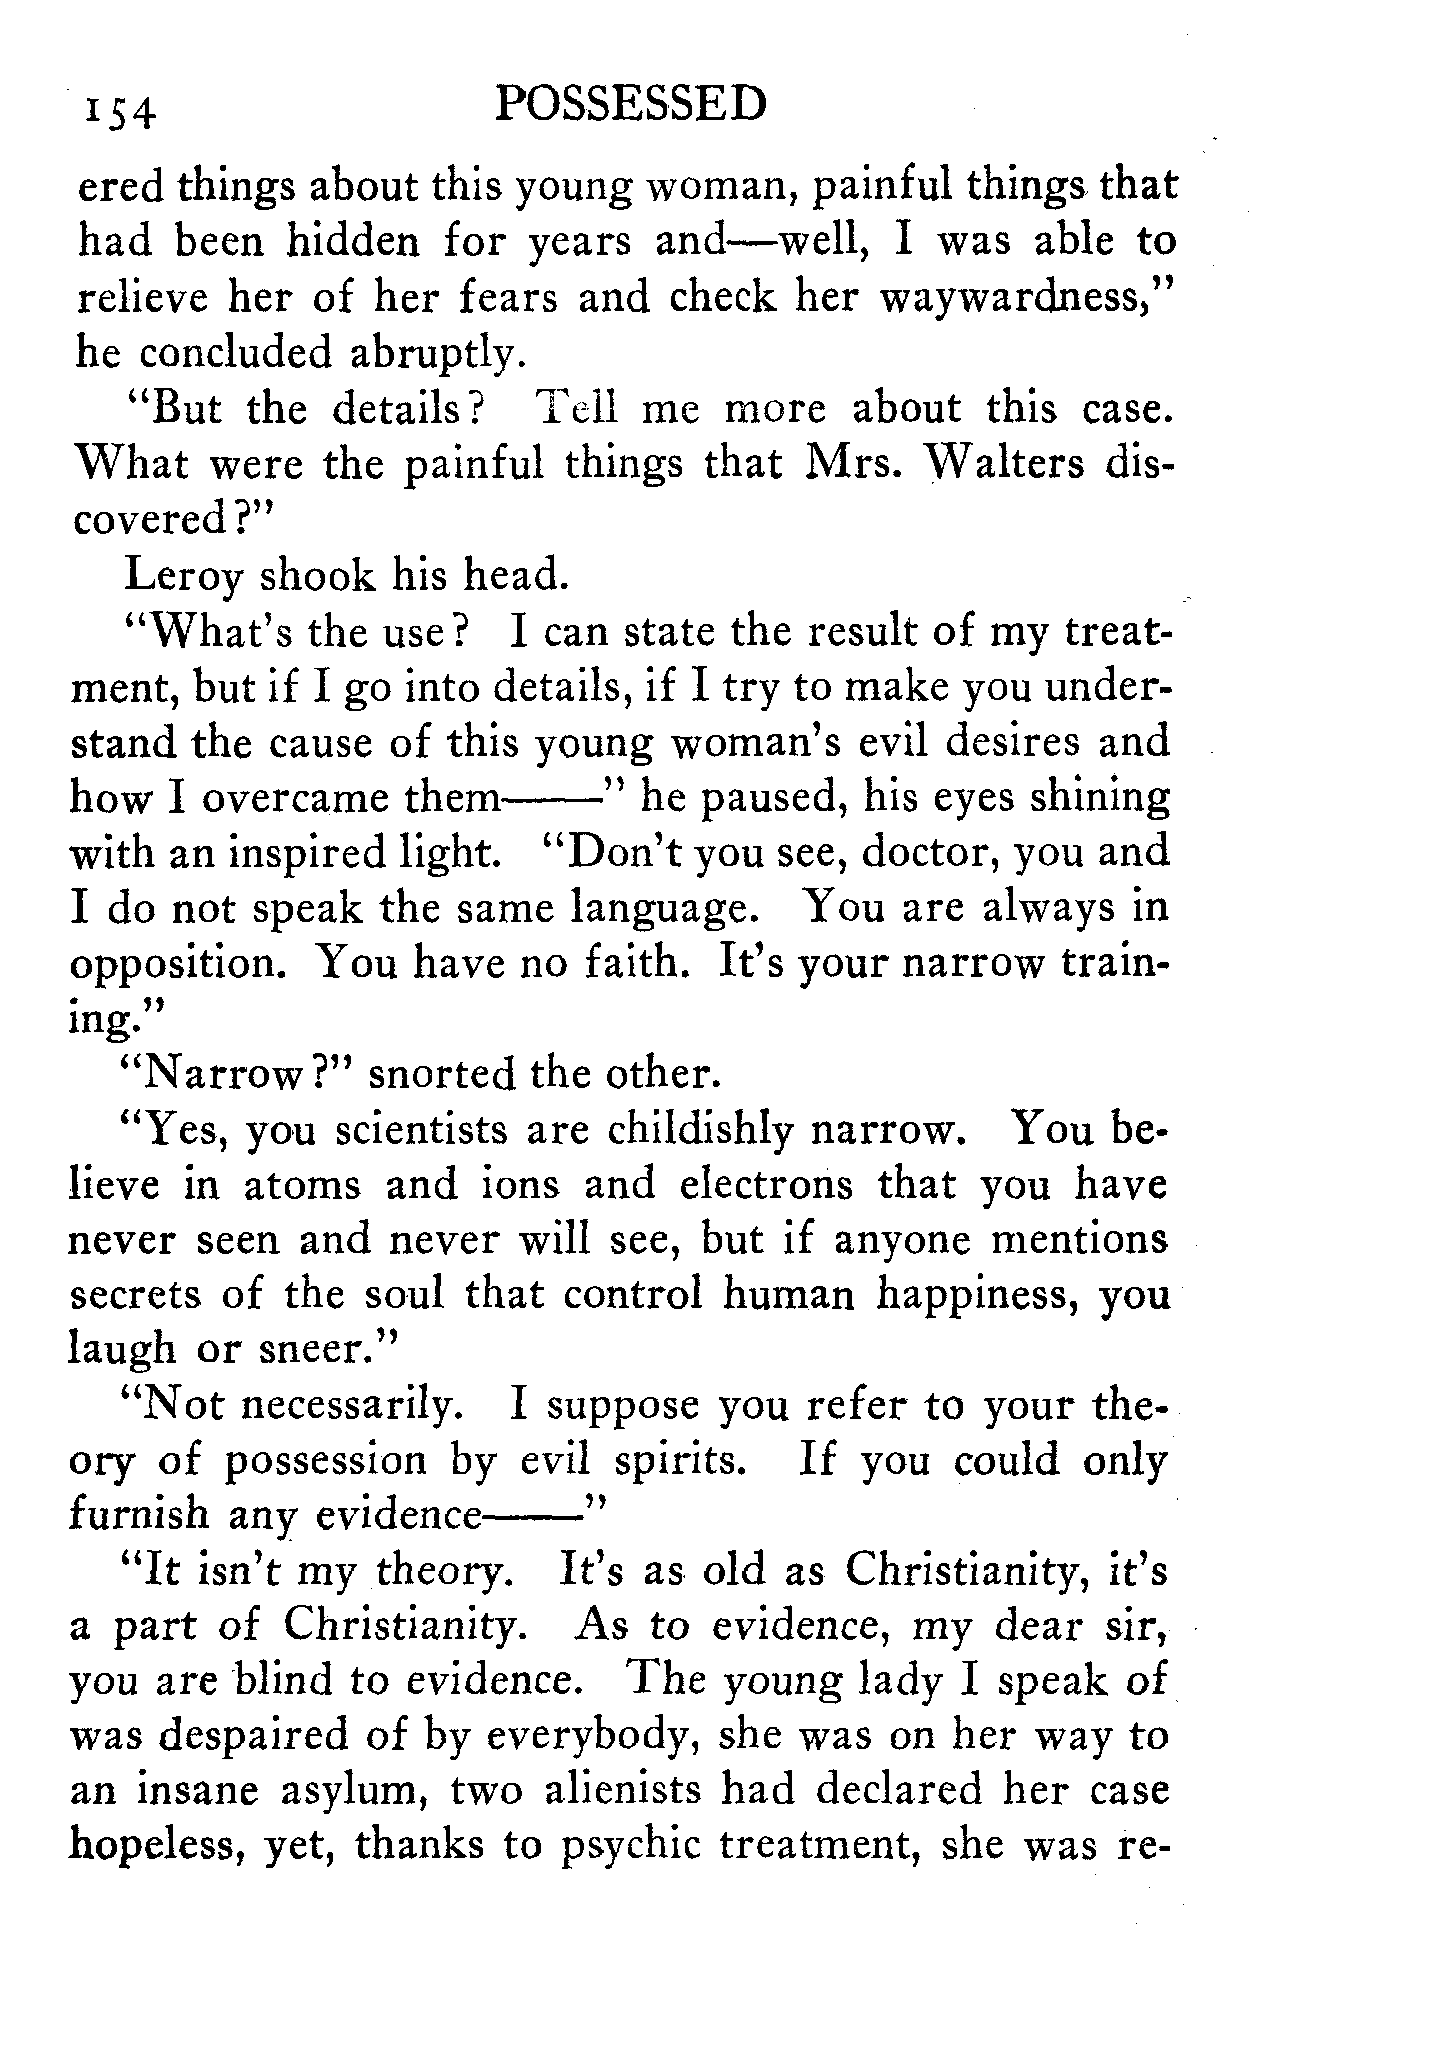 154 POSSESSED
ered things about this young woman, painful things that
had been hidden for years and—well, I was able to
relieve her of her fears and check her waywardness,"
he concluded abruptly.
"But the details? Tell me more about this case.
What were the painful things that Mrs. Walters dis-
covered?"
Leroy shook his head.
"What's the use? I can state the result of my treat-
ment, but if I go into details, if I try to make you under-
stand the cause of this young woman's evil desires and
how I overcame them——" he paused, his eyes shining
with an inspired light. "Don't you see, doctor, you and
I do not speak the same language. You are always in
opposition. You have no faith. It's your narrow train-
ing."
"Narrow?" snorted the other.
"Yes, you scientists are childishly narrow. You be-
lieve in atoms and ions and electrons that you have
never seen and never will see, but if anyone mentions
secrets of the soul that control human happiness, you
laugh or sneer."
"Not necessarily. I suppose you refer to your the-
ory of possession by evil spirits. If you could only
furnish any evidence——"
"It isn't my theory. It's as old as Christianity, it's
a part of Christianity. As to evidence, my dear sir,
you are blind to evidence. The young lady I speak of
was despaired of by everybody, she was on her way to
an insane asylum, two alienists had declared her case
hopeless, yet, thanks to psychic treatment, she was re-